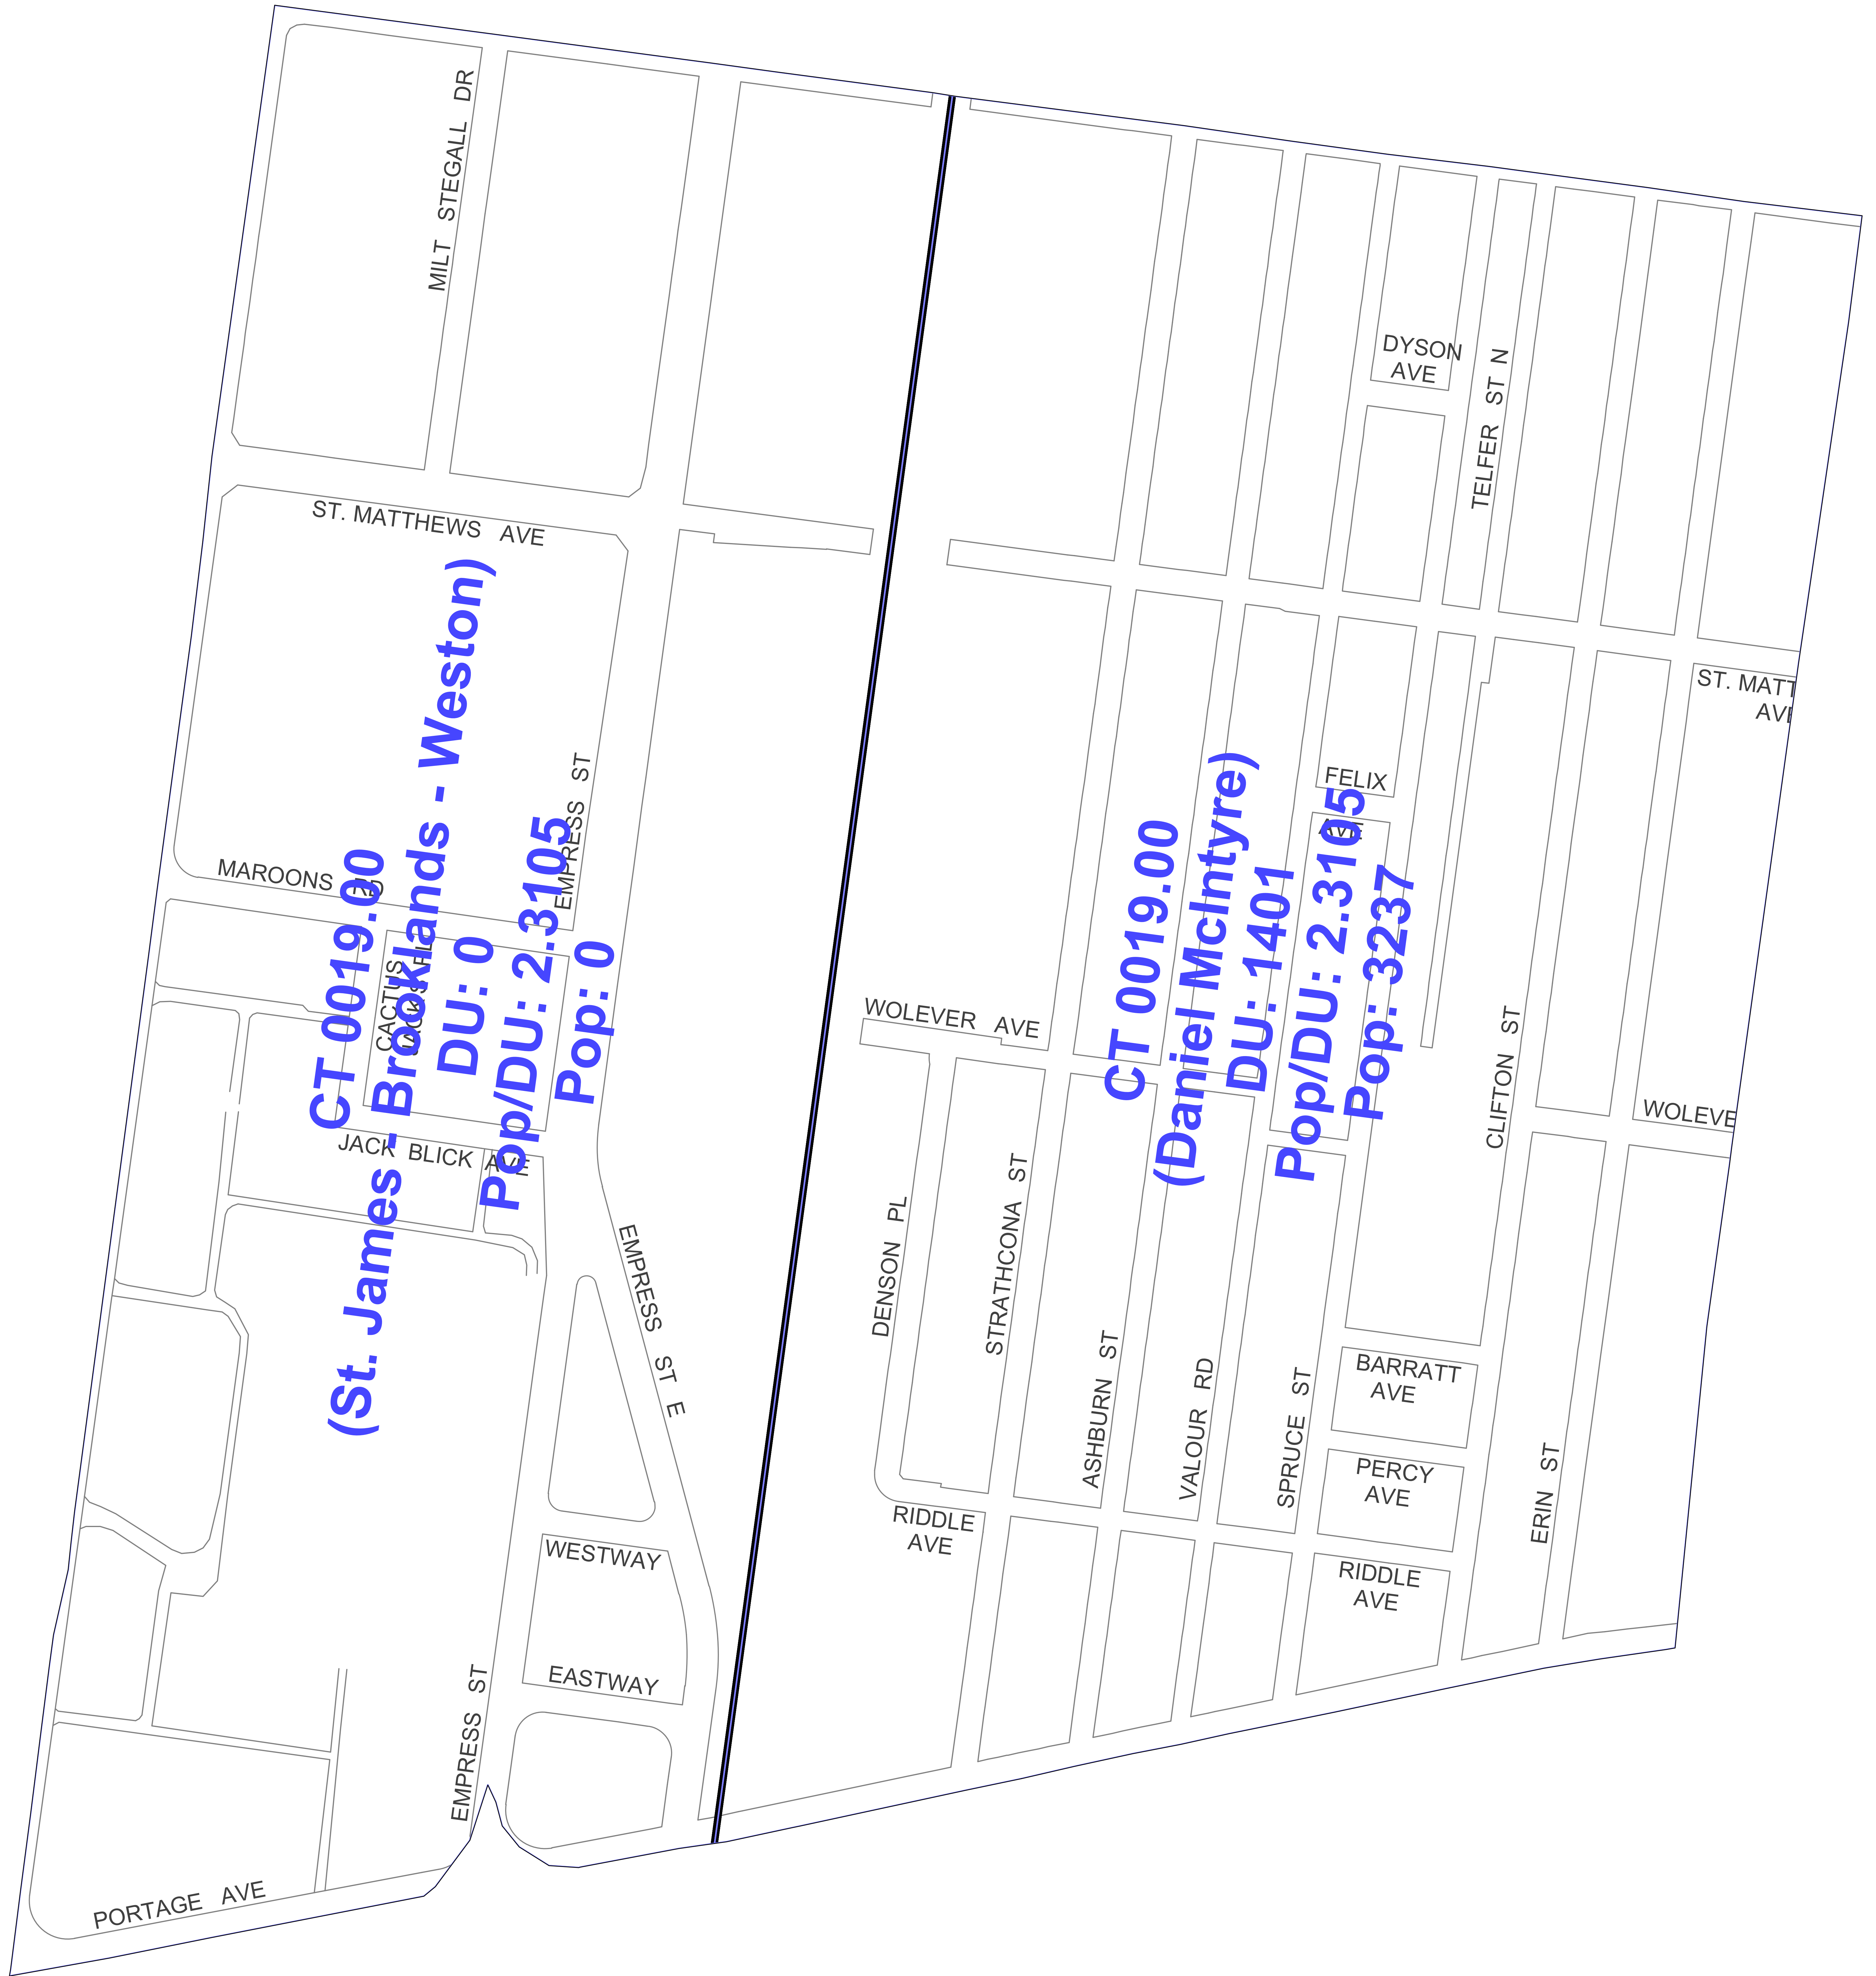 MILT STEGALL DR
DYSON
AVE
TELFER ST N
ST. MATTHEWS AVE
ST. MATT
AVE
EMPRESS ST
FELIX
AVE
MAROONS RD
CT 0019.00
(St. James - Brooklands - Weston)
DU: 0
Pop/DU: 2.3105
Pop: 0
CT 0019.00
(Daniel McIntyre)
DU: 1401
Pop/DU: 2.3105
Pop: 3237
CACTUS
WOLEVER AVE
CLIFTON ST
WOLEVE
JACK BLICK AVE
EMPRESS ST E
DENSON PL
STRATHCONA ST
ASHBURN ST
VALOUR RD
SPRUCE ST
BARRATT
AVE
PERCY
AVE
ERIN ST
RIDDLE
AVE
RIDDLE
AVE
WESTWAY
EASTWAY
EMPRESS ST
PORTAGE AVE